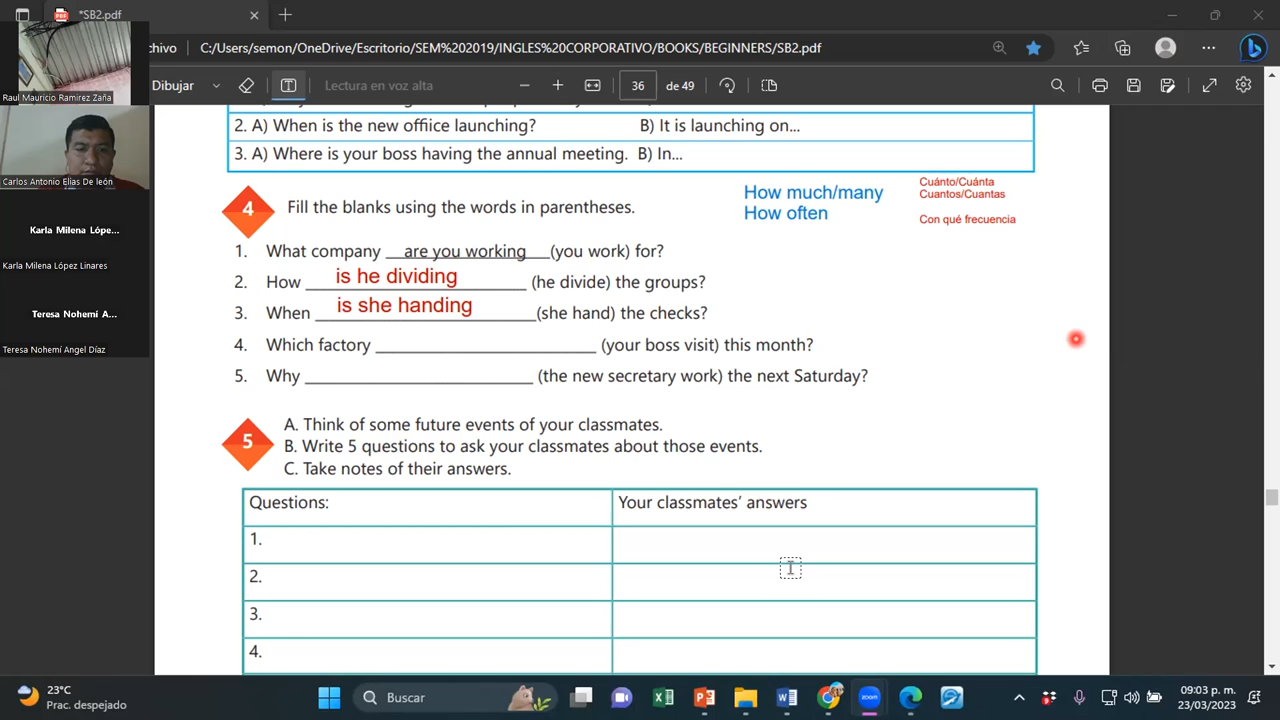 *SB2.pdf
Raul Mauricio Ramirez Zaña
Carlos Antonio Elias De león
Karla Milena Lópe...
Karla Milena López Linares
Teresa Nohemi A...
Teresa Nohemí Angel Díaz
rchivo
C:/Users/semon/OneDrive/Escritorio/SEM%202019/INGLES%20CORPORATIVO/BOOKS/BEGINNERS/SB2.pdf
Dibujar
Lectura en voz alta
36 de 49
2. A) When is the new office launching? B) It is launching on...
3. A) Where is your boss having the annual meeting. B) In...
4 Fill the blanks using the words in parentheses.
How much/many
How often
Cuánto/Cuánta
Cuantos/Cuantas
Con qué frecuencia
1. What company __are you working__(you work) for?
2. How is he dividing (he divide) the groups?
3. When is she handing (she hand) the checks?
4. Which factory ____________________ (your boss visit) this month?
5. Why ____________________ (the new secretary work) the next Saturday?
5 A. Think of some future events of your classmates.
B. Write 5 questions to ask your classmates about those events.
C. Take notes of their answers.
Questions: Your classmates' answers
1.
2.
3.
4.
23°C
Prac. despejado
Buscar
09:03 p. m.
23/03/2023